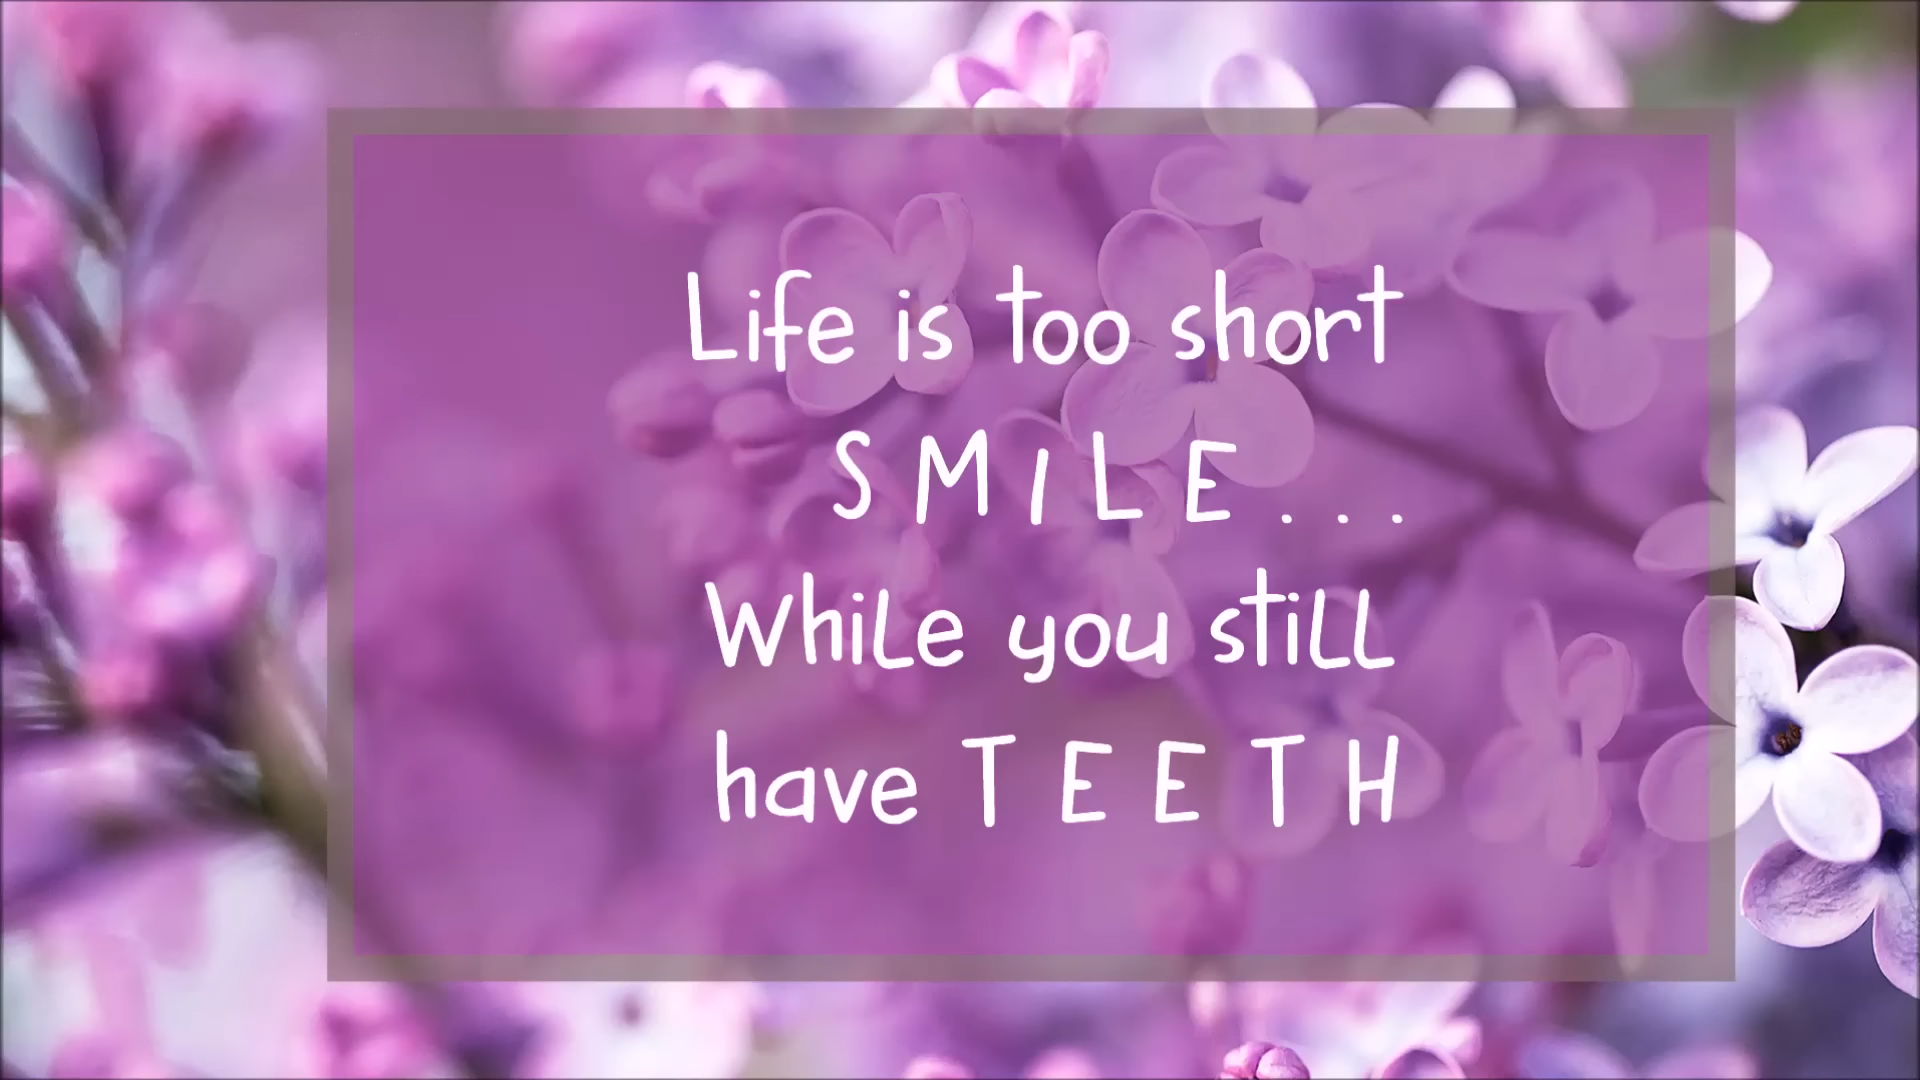 Life is too short
S M I L E . . .
While you still
have T E E T H